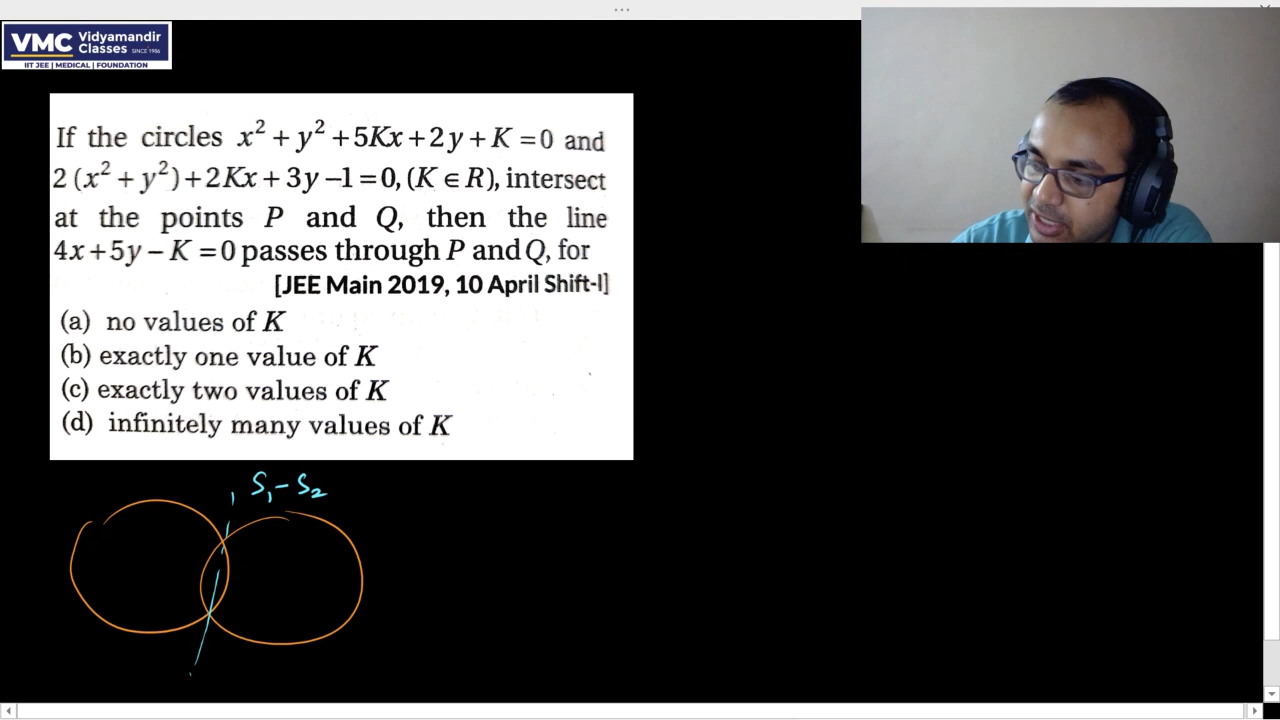 VMC Vidyamandir
Classes
SINCE 1986
IIT JEE | MEDICAL | FOUNDATION
If the circles x² + y² + 5Kx + 2y + K = 0 and
2 (x² + y²) + 2Kx + 3y – 1 = 0, (K ∈ R), intersect
at the points P and Q, then the line
4x + 5y – K = 0 passes through P and Q, for
[JEE Main 2019, 10 April Shift-I]
(a) no values of K
(b) exactly one value of K
(c) exactly two values of K
(d) infinitely many values of K
S₁ – S₂